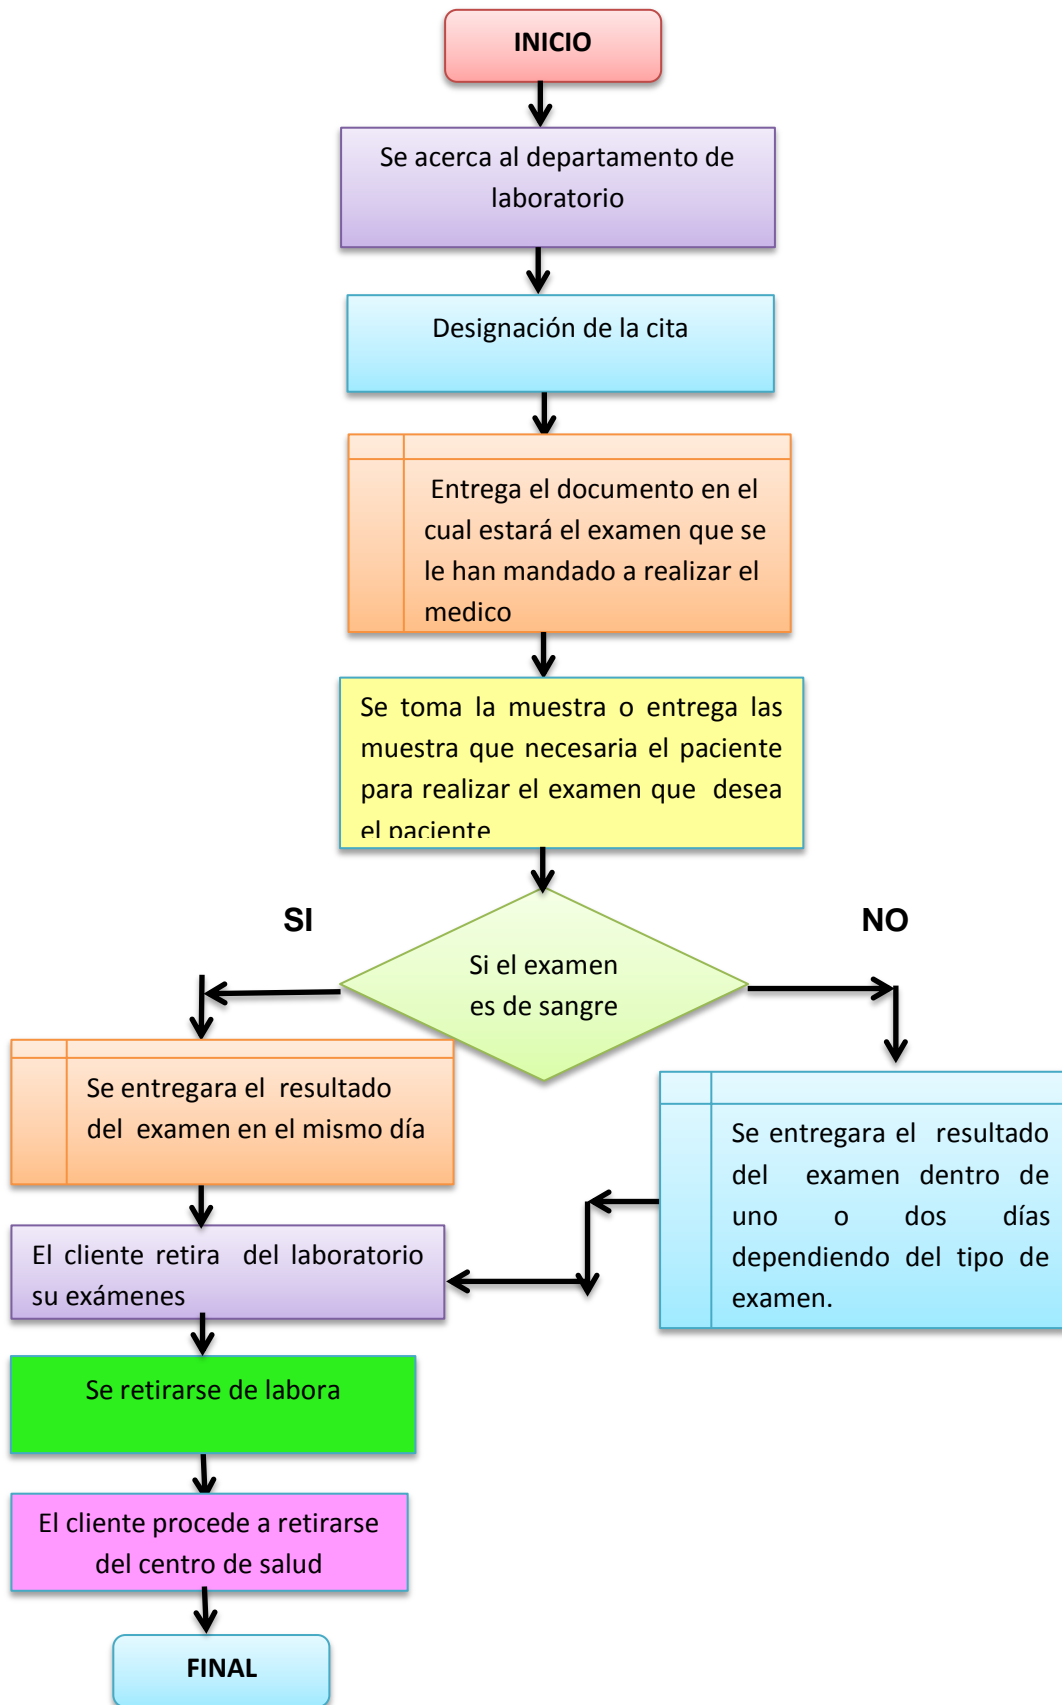 INICIO
Se acerca al departamento de
laboratorio
Designación de la cita
Entrega el documento en el
cual estará el examen que se
le han mandado a realizar el
medico
Se toma la muestra o entrega las
muestra que necesaria el paciente
para realizar el examen que desea
el paciente
SI
NO
Si el examen
es de sangre
Se entregara el resultado
del examen en el mismo día
Se entregara el resultado
del examen dentro de
uno o dos días
dependiendo del tipo de
examen.
El cliente retira del laboratorio
su exámenes
Se retirarse de labora
El cliente procede a retirarse
del centro de salud
FINAL